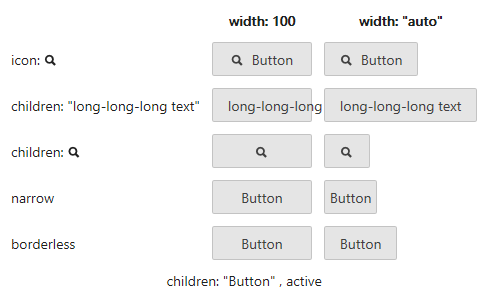 width: 100 width: "auto"
icon: Button Button
children: "long-long-long text" long-long-long long-long-long text
children:
narrow Button Button
borderless Button Button
children: "Button" , active